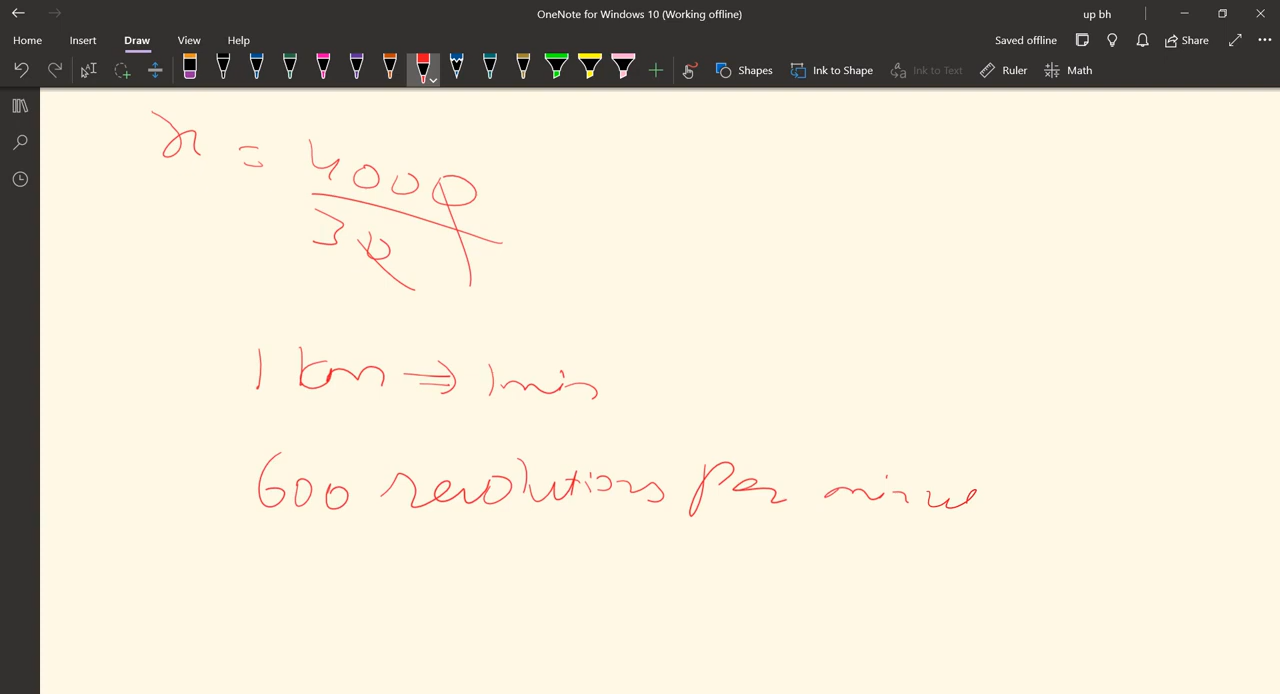 OneNote for Windows 10 (Working offline)
up bh
Home Insert Draw View Help
Saved offline
Share
Shapes
Ink to Shape
Ink to Text
Ruler
Math
x = 4000
30
1 km ⇒ 1 min
600 revolutions per minue